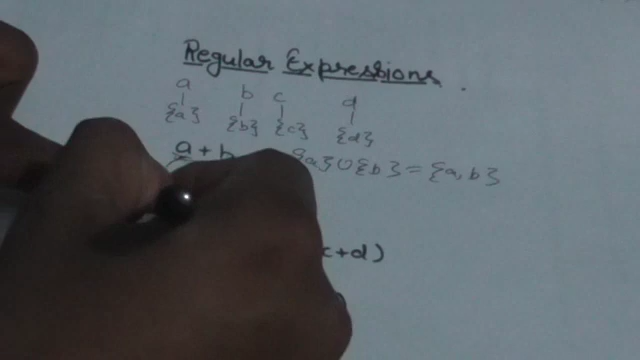 Regular Expressions.
a b c d
{a} {b} {c} {d}
a + b {a} ∪ {b} = {a, b}
c+d)